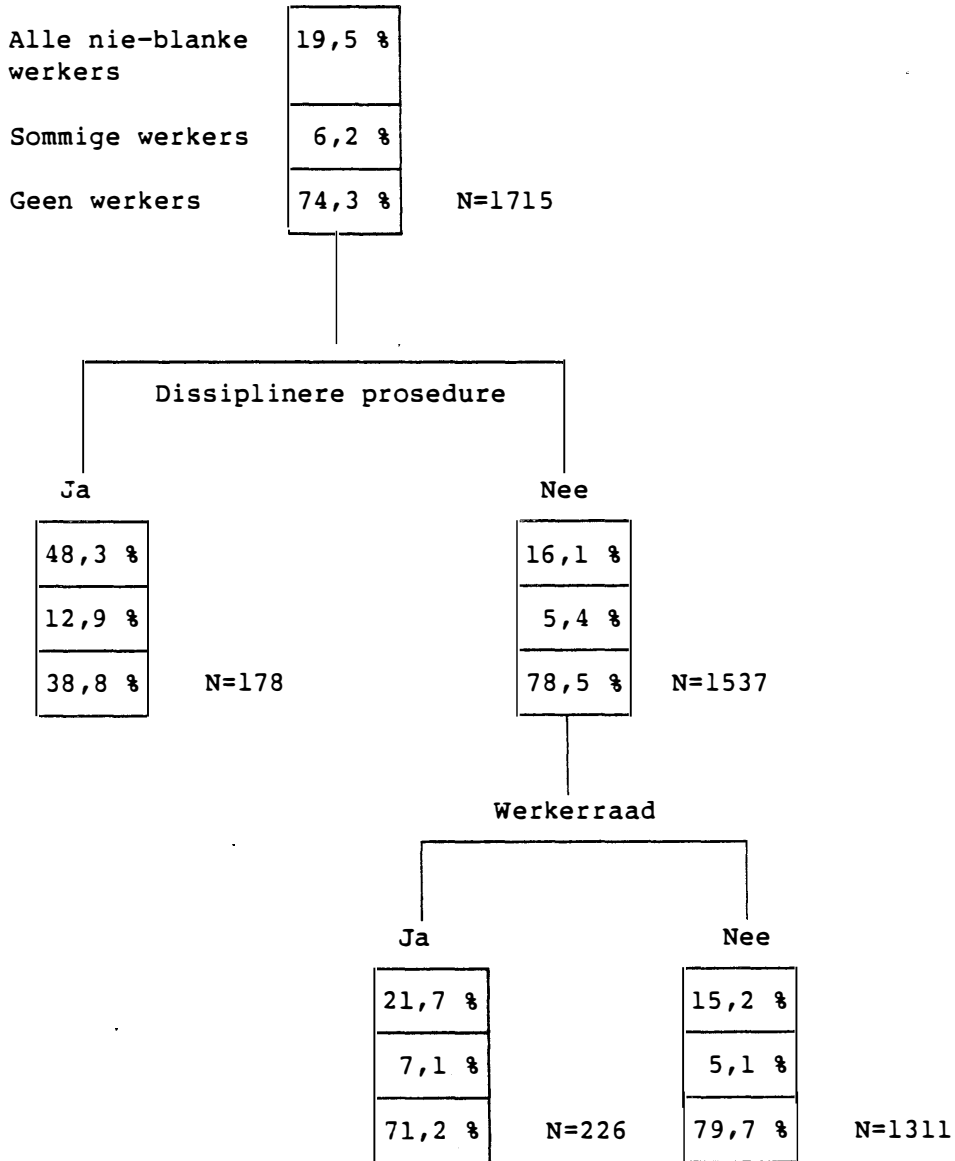 Alle nie-blanke 19,5 %
werkers
Sommige werkers 6,2 %
Geen werkers 74,3 % N=1715
Dissiplinere prosedure
Ja Nee
48,3 % 16,1 %
12,9 % 5,4 %
38,8 % N=178 78,5 % N=1537
Werkerraad
Ja Nee
21,7 % 15,2 %
7,1 % 5,1 %
71,2 % N=226 79,7 % N=1311